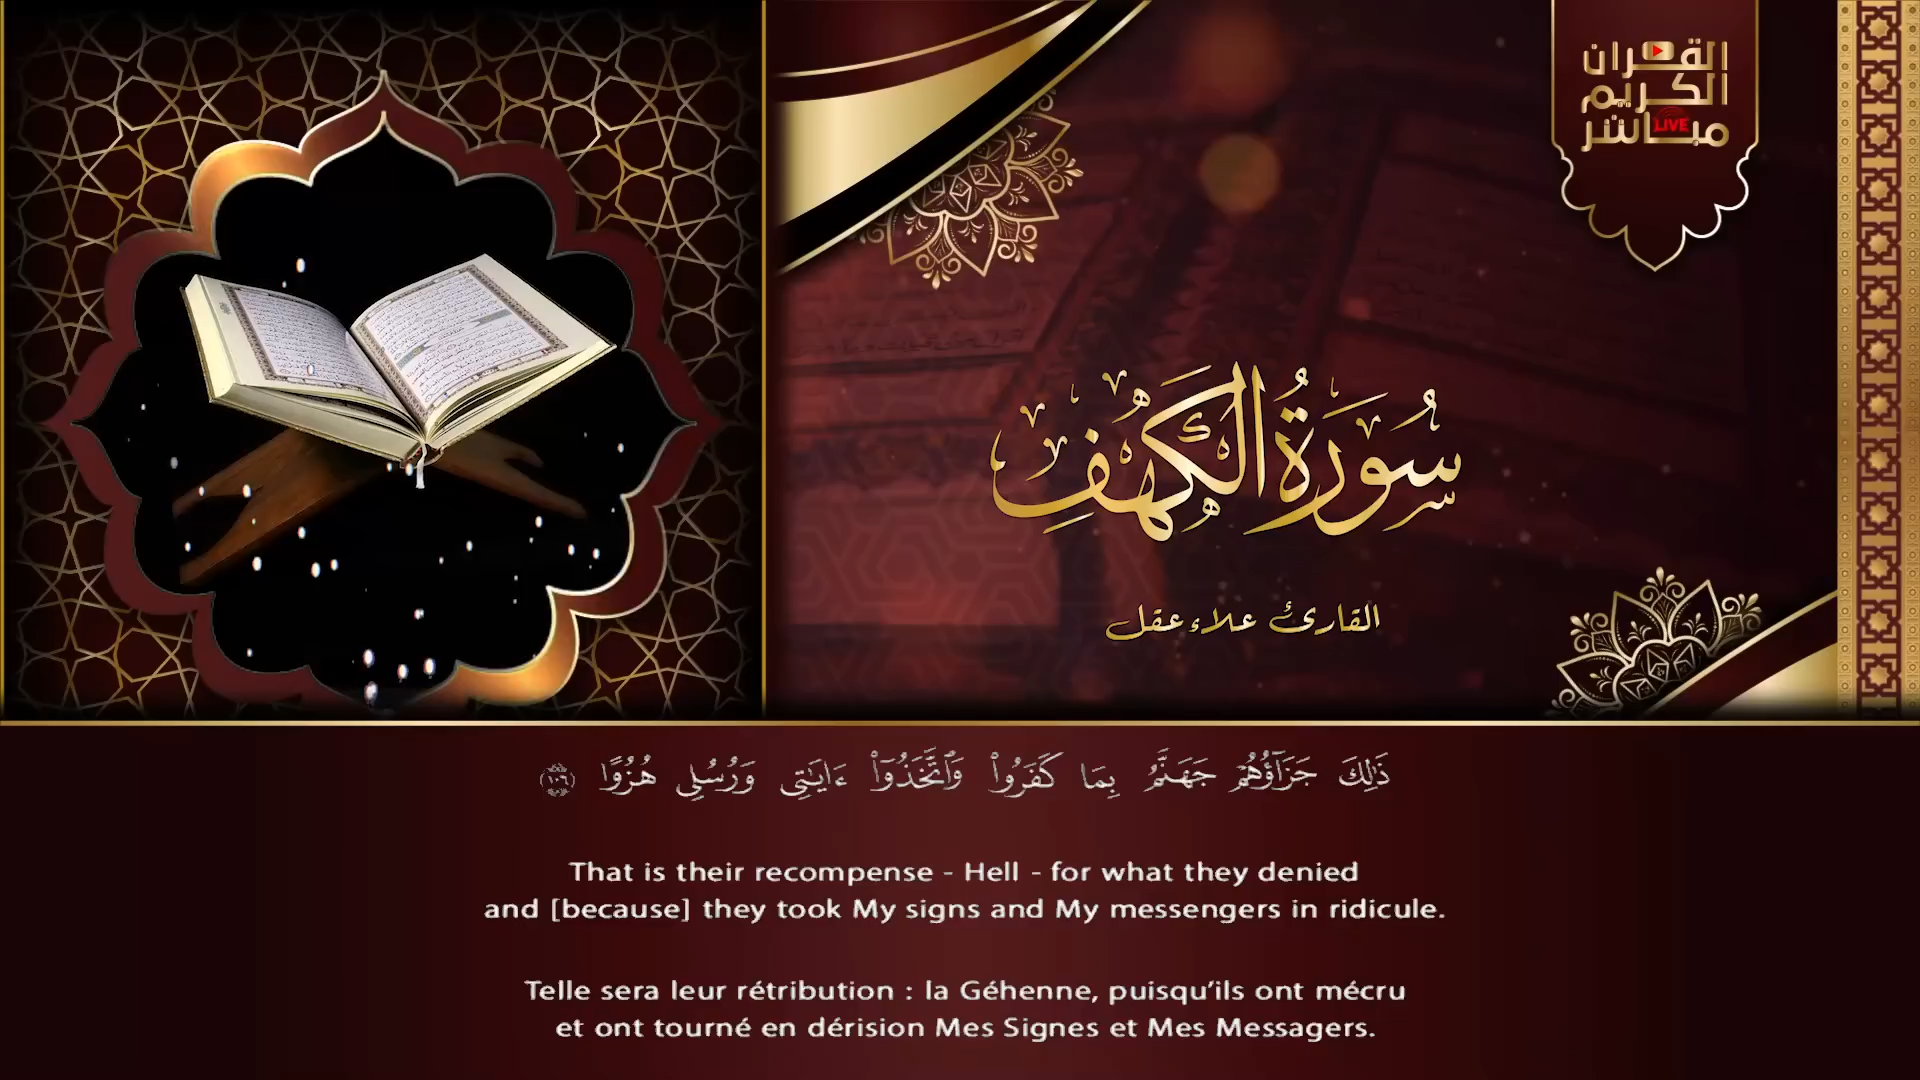 القرآن
الكريم
مباشر
LIVE
سُورَةُ الكَهْفِ
القارئ علاء عقل
ذَٰلِكَ جَزَآؤُهُمْ جَهَنَّمُ بِمَا كَفَرُوا۟ وَٱتَّخَذُوٓا۟ ءَايَـٰتِى وَرُسُلِى هُزُوًا ١٠٦
That is their recompense - Hell - for what they denied
and [because] they took My signs and My messengers in ridicule.
Telle sera leur rétribution : la Géhenne, puisqu’ils ont mécru
et ont tourné en dérision Mes Signes et Mes Messagers.